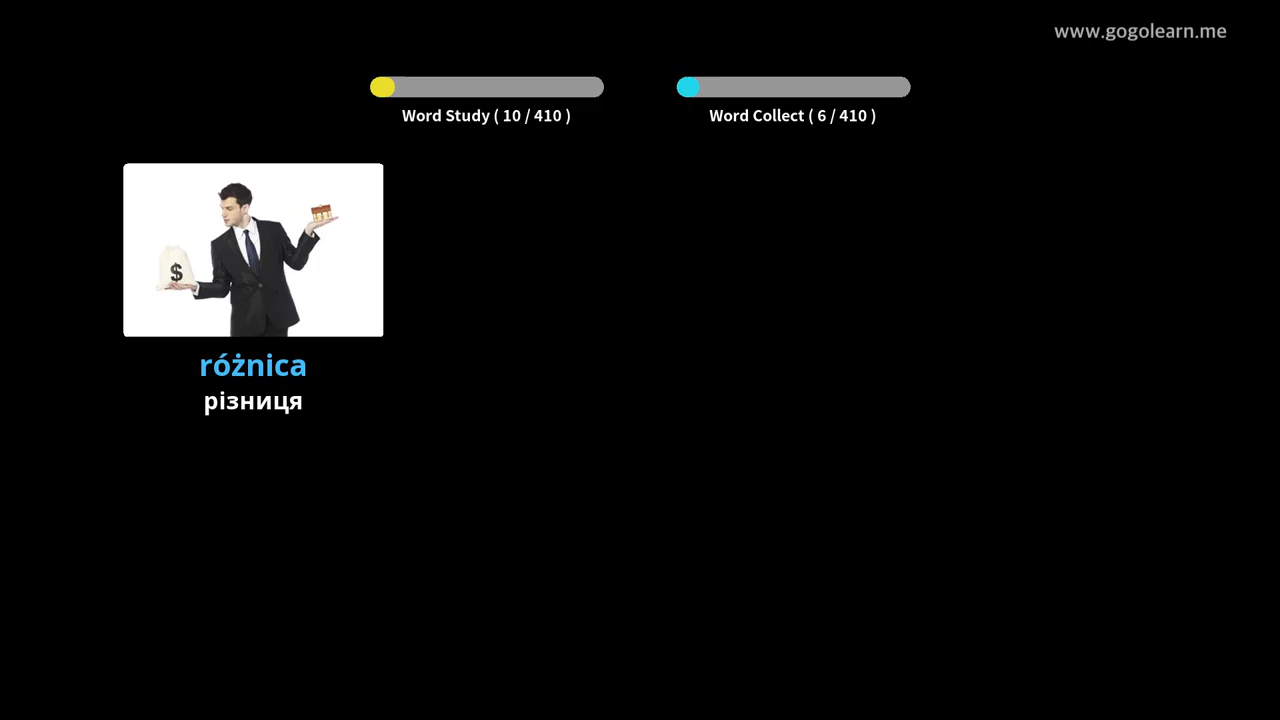 www.gogolearn.me
Word Study ( 10 / 410 )
Word Collect ( 6 / 410 )
$
różnica
різниця